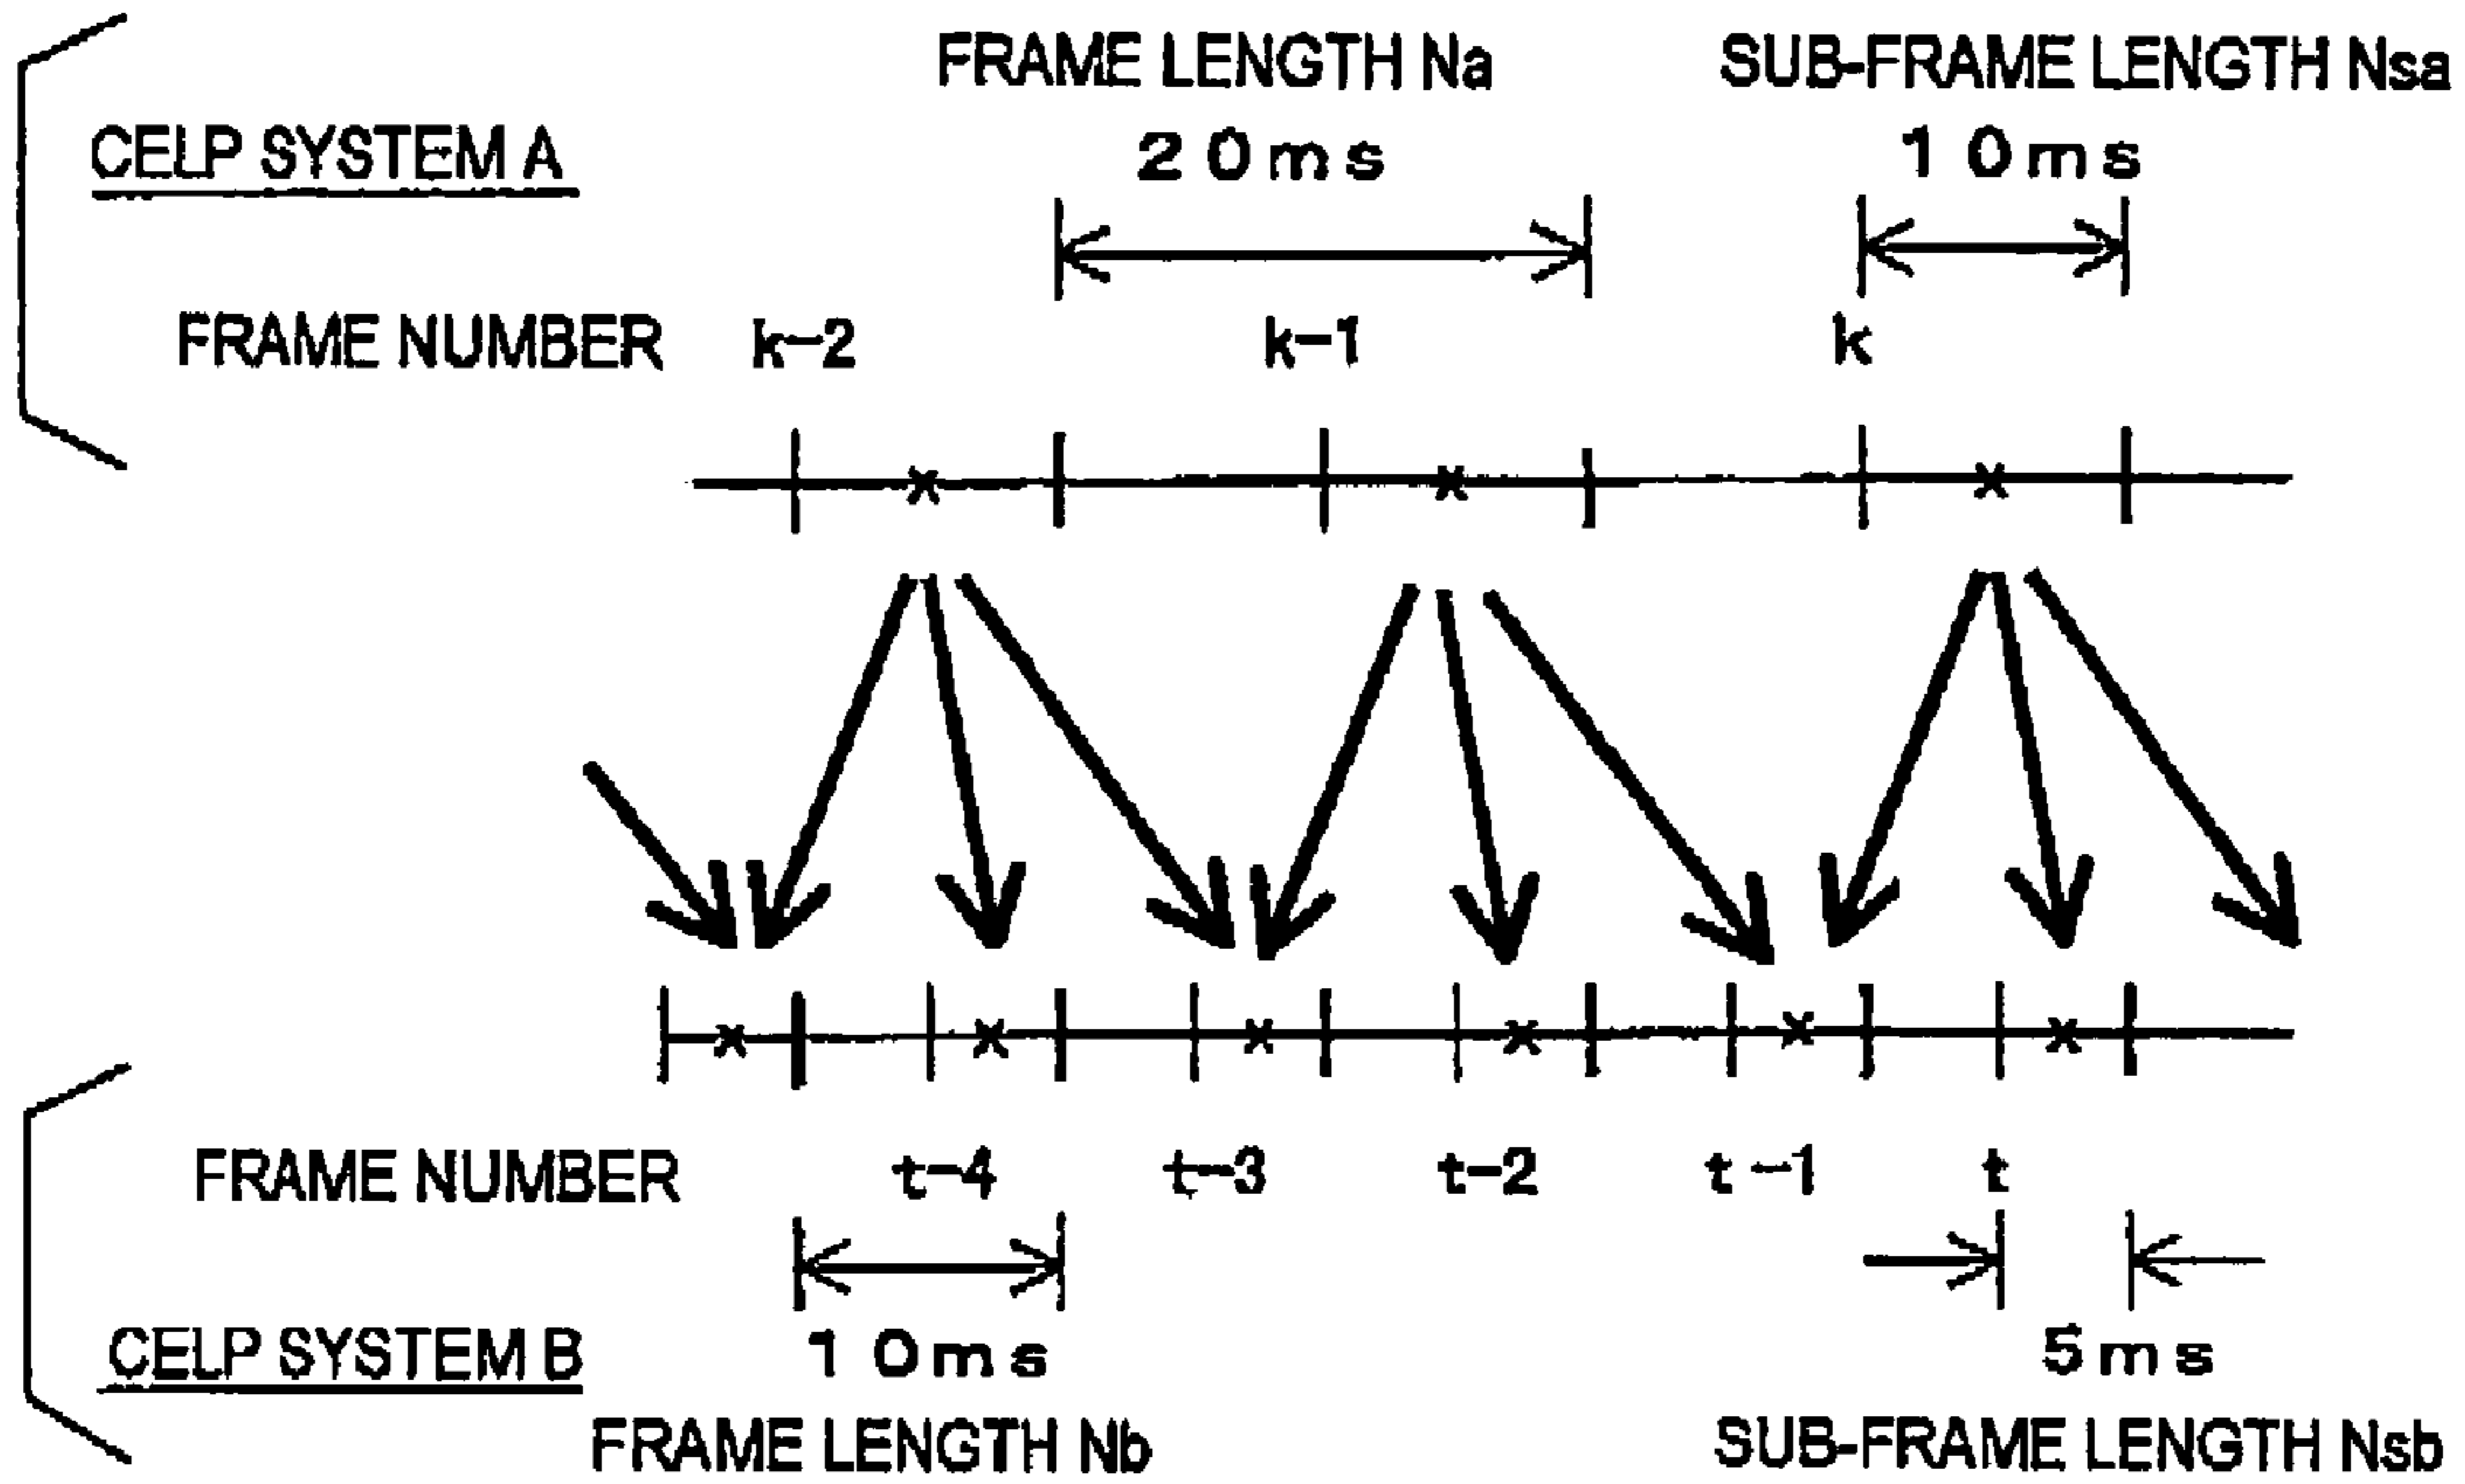 FRAME LENGTH Na SUB-FRAME LENGTH Nsa
CELP SYSTEM A 20ms 10ms
FRAME NUMBER k-2 k-1 k
FRAME NUMBER t-4 t-3 t-2 t-1 t
CELP SYSTEM B 10ms 5ms
FRAME LENGTH Nb SUB-FRAME LENGTH Nsb